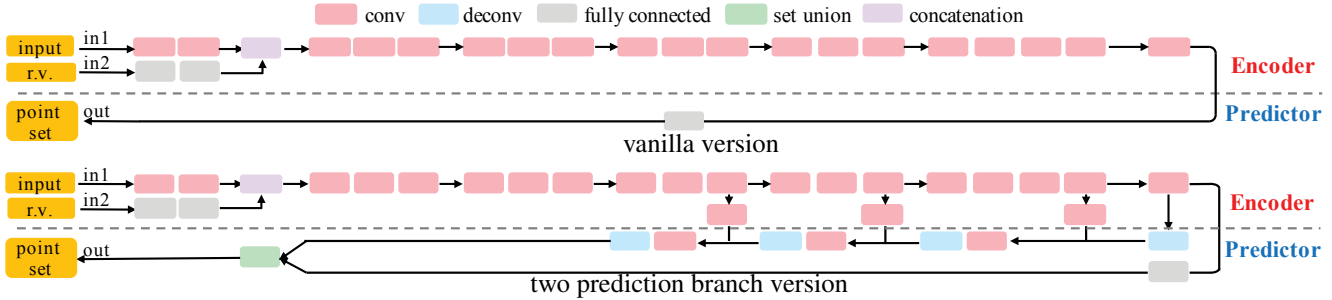 conv deconv fully connected set union concatenation
input in1
r.v. in2
Encoder
point set out
Predictor
vanilla version
input in1
r.v. in2
Encoder
point set out
Predictor
two prediction branch version